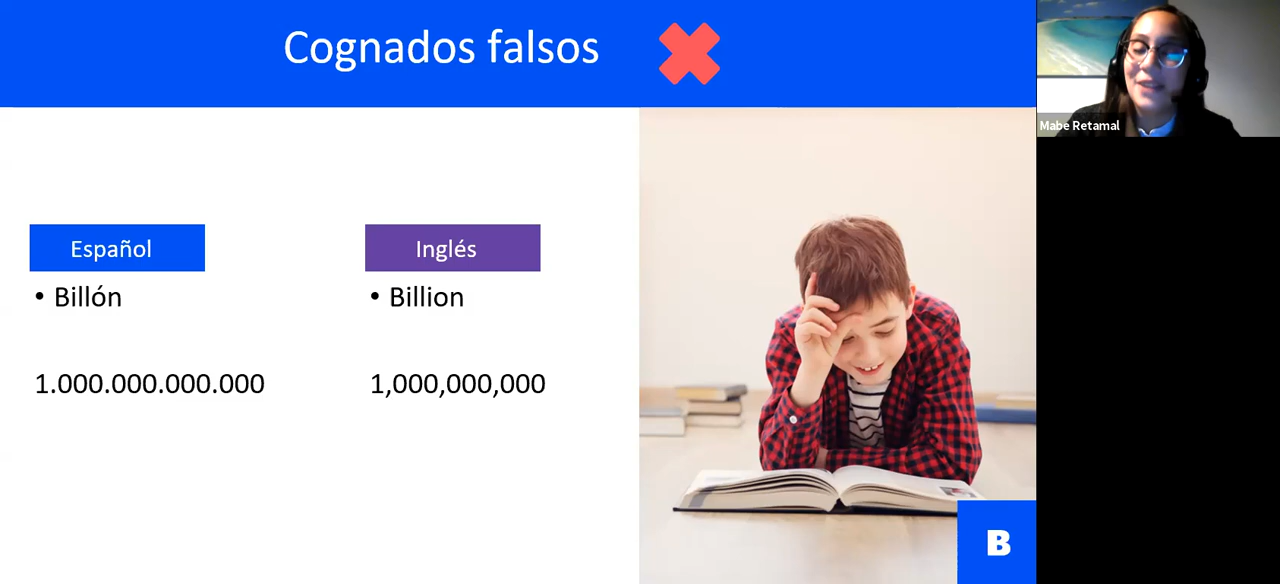 Cognados falsos
Mabe Retamal
Español
Inglés
• Billón
• Billion
1.000.000.000.000
1,000,000,000
B